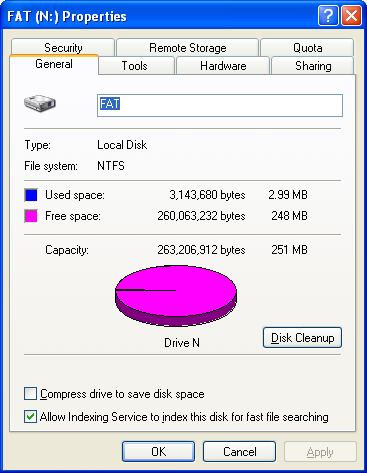 FAT (N:) Properties
Security Remote Storage Quota
General Tools Hardware Sharing
FAT
Type: Local Disk
File system: NTFS
Used space: 3,143,680 bytes 2.99 MB
Free space: 260,063,232 bytes 248 MB
Capacity: 263,206,912 bytes 251 MB
Drive N
Disk Cleanup
Compress drive to save disk space
Allow Indexing Service to index this disk for fast file searching
OK Cancel Apply